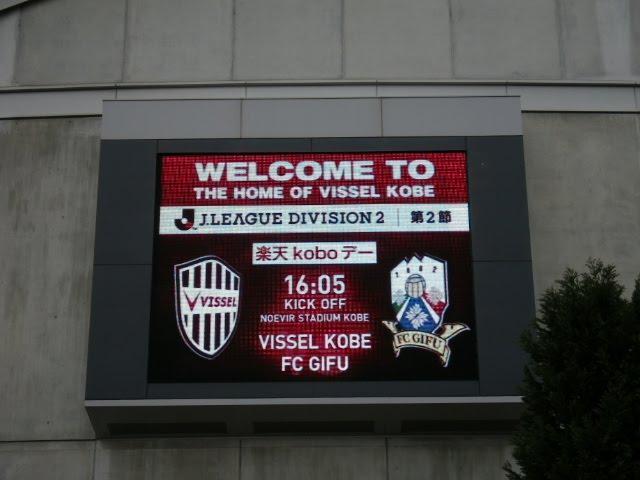 WELCOME TO
THE HOME OF VISSEL KOBE
J.LEAGUE DIVISION 2 第2節
楽天koboデー
16:05
KICK OFF
NOEVIR STADIUM KOBE
VISSEL KOBE
FC GIFU
VISSEL
FC GIFU